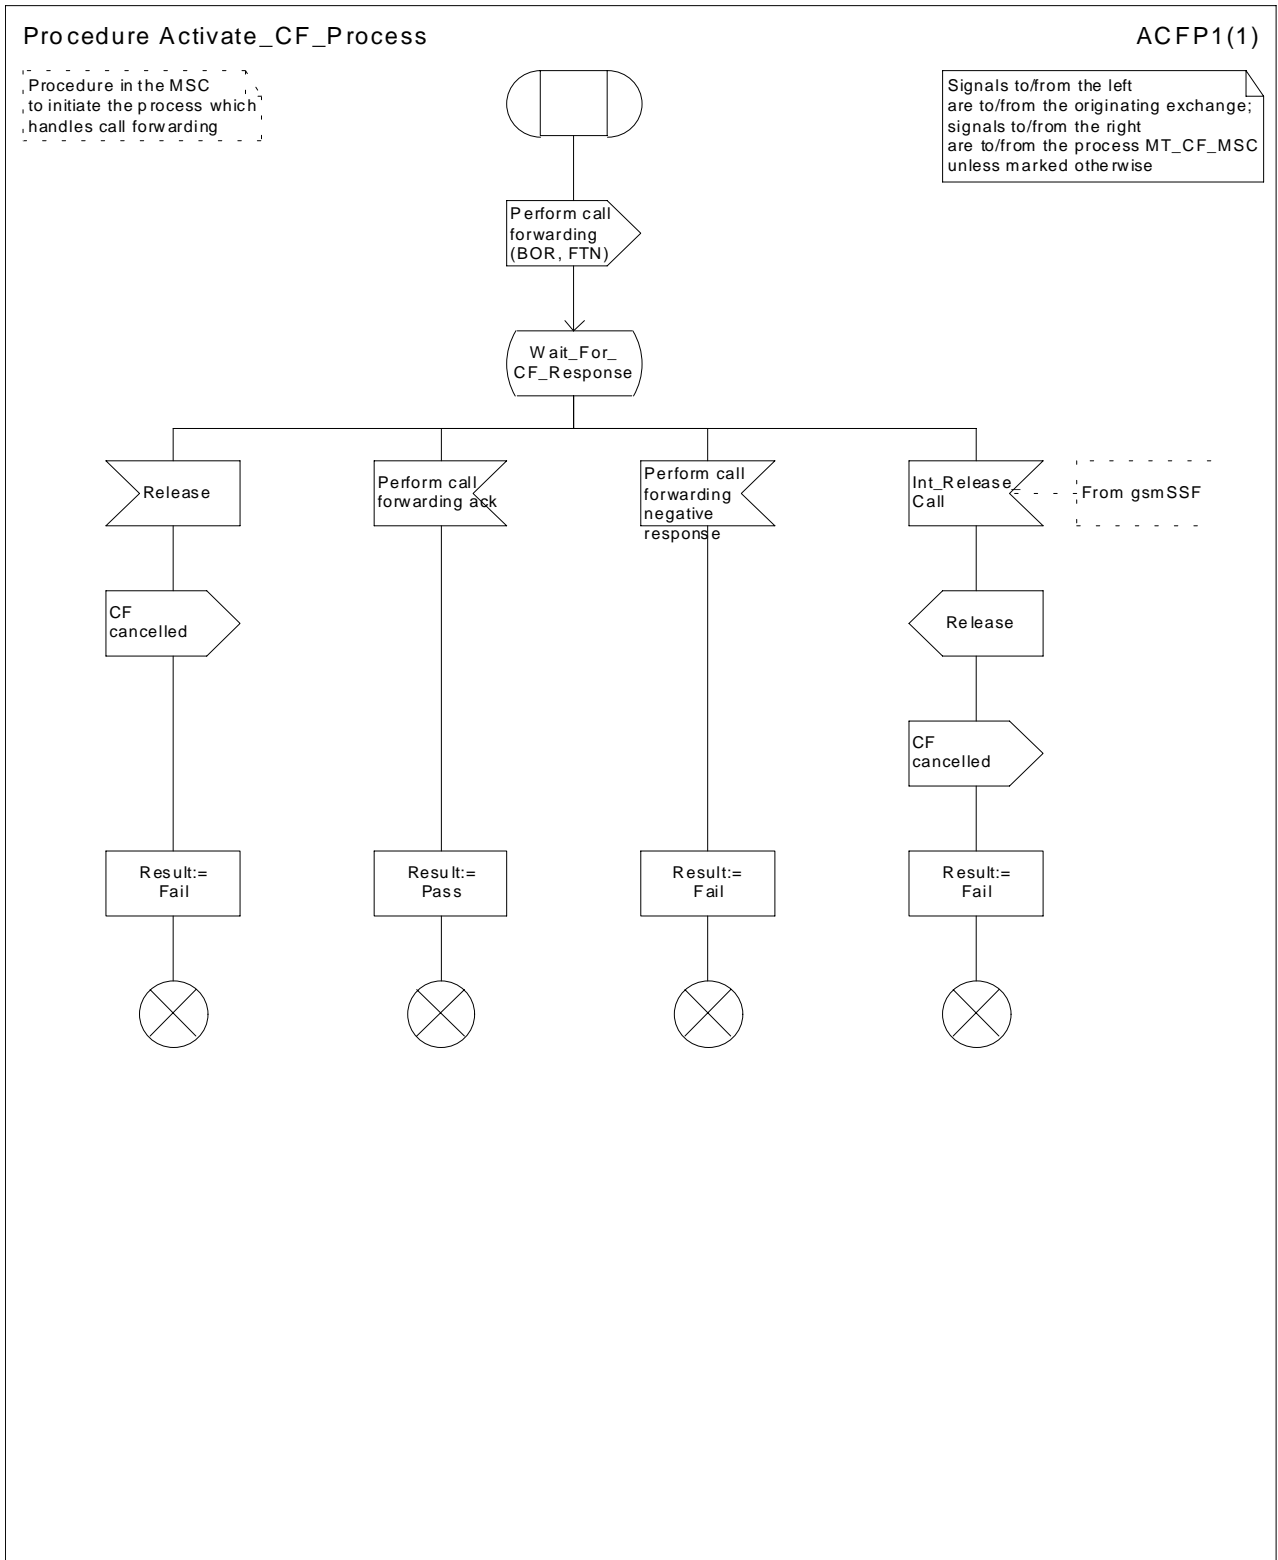 Procedure Activate_CF_Process
ACFP1(1)
Procedure in the MSC
to initiate the process which
handles call forwarding
Signals to/from the left
are to/from the originating exchange;
signals to/from the right
are to/from the process MT_CF_MSC
unless marked otherwise
Perform call
forwarding
(BOR, FTN)
Wait_For_
CF_Response
Release
Perform call
forwarding ack
Perform call
forwarding
negative
response
Int_Release_
Call
From gsmSSF
CF
cancelled
Release
CF
cancelled
Result:=
Fail
Result:=
Pass
Result:=
Fail
Result:=
Fail